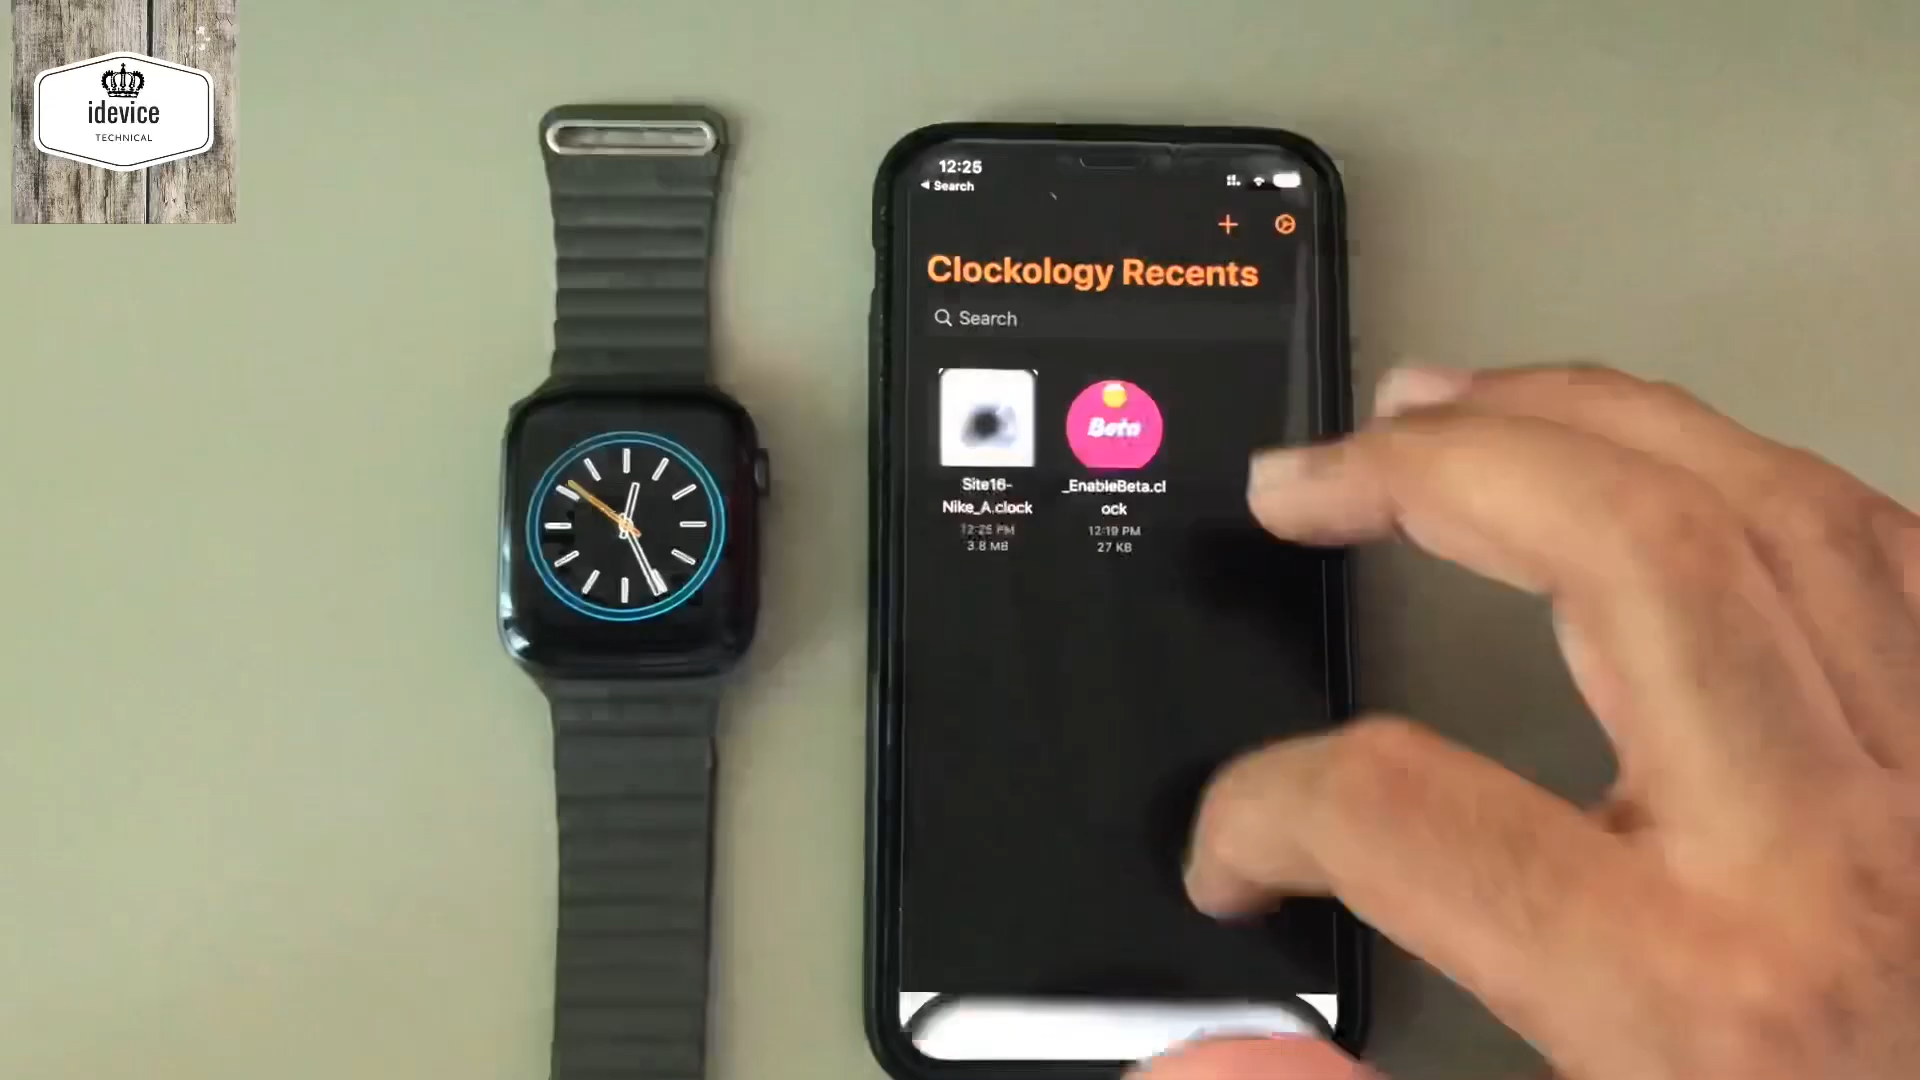 idevice
TECHNICAL
12:25
Search
Clockology Recents
Search
Site16-
Nike_A.clock
12:25 PM
3.8 MB
Beta
_EnableBeta.cl
ock
12:19 PM
27 KB